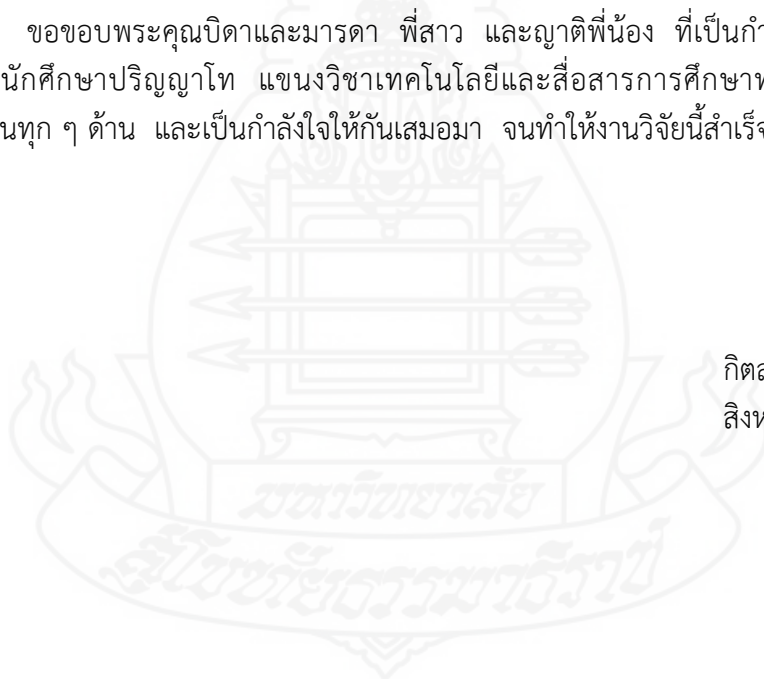 ขอขอบพระคุณบิดาและมารดา พี่สาว และญาติพี่น้อง ที่เป็นกำ
นักศึกษาปริญญาโท แขนงวิชาเทคโนโลยีและสื่อสารการศึกษา
นทุก ๆ ด้าน และเป็นกำลังใจให้กันเสมอมา จนทำให้งานวิจัยนี้สำเร็จ
กิต
สิงห
มหาวิทยาลัย
สุโขทัยธรรมาธิราช